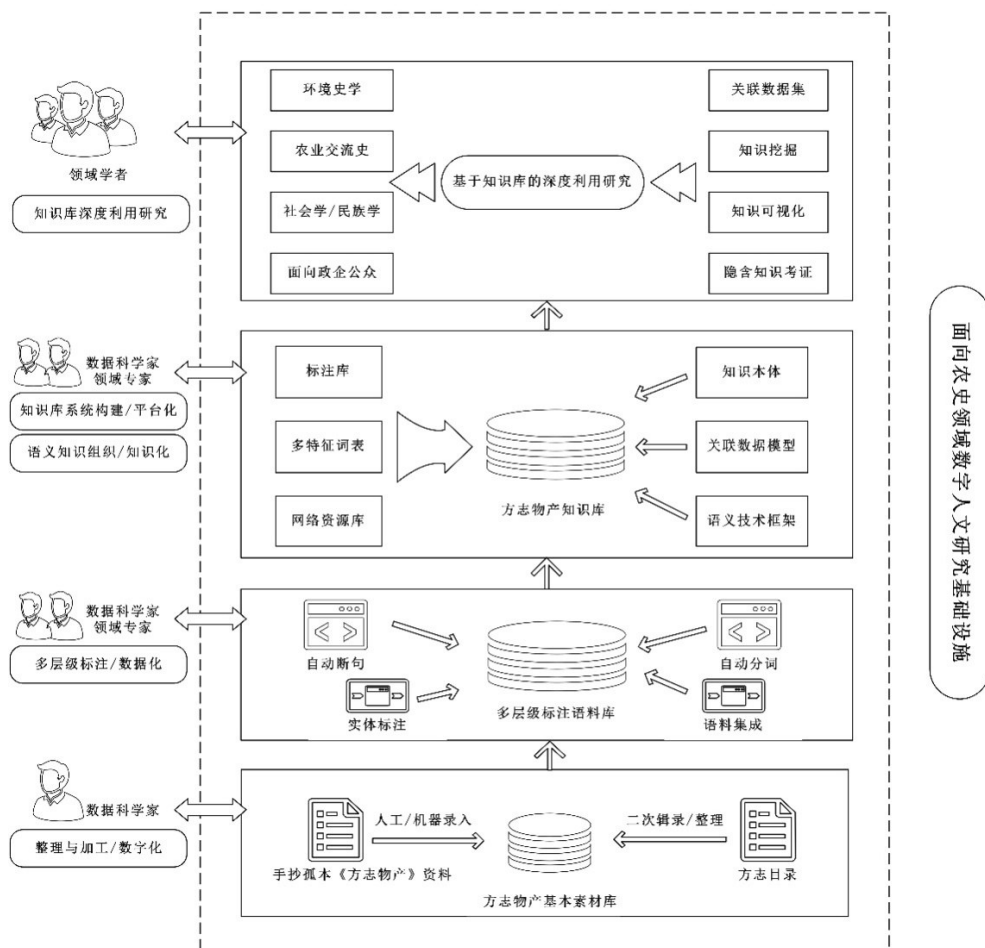 领域学者
知识库深度利用研究
环境史学
农业交流史
社会学/民族学
面向政企公众
基于知识库的深度利用研究
关联数据集
知识挖掘
知识可视化
隐含知识考证
数据科学家
领域专家
知识库系统构建/平台化
语义知识组织/知识化
标注库
多特征词表
网络资源库
方志物产知识库
知识本体
关联数据模型
语义技术框架
数据科学家
领域专家
多层级标注/数据化
自动断句
实体标注
多层级标注语料库
自动分词
语料集成
数据科学家
整理与加工/数字化
人工/机器录入
手抄孤本《方志物产》资料
方志物产基本素材库
二次辑录/整理
方志目录
面向农史领域数字人文研究基础设施